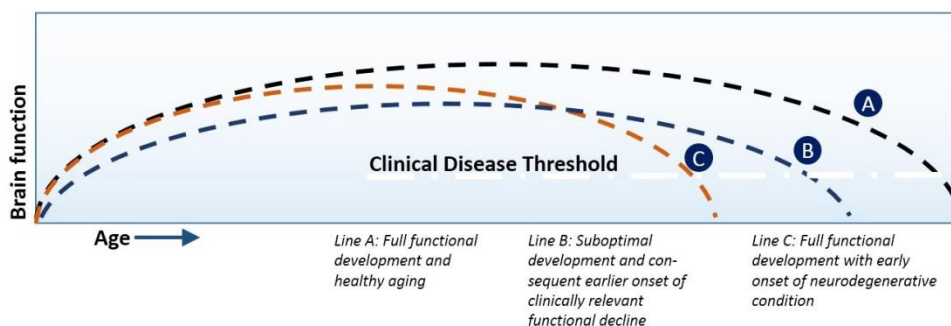 Brain function
A
B
Clinical Disease Threshold
C
Age
Line A: Full functional
development and
healthy aging
Line B: Suboptimal
development and con-
sequent earlier onset of
clinically relevant
functional decline
Line C: Full functional
development with early
onset of neurodegenerative
condition